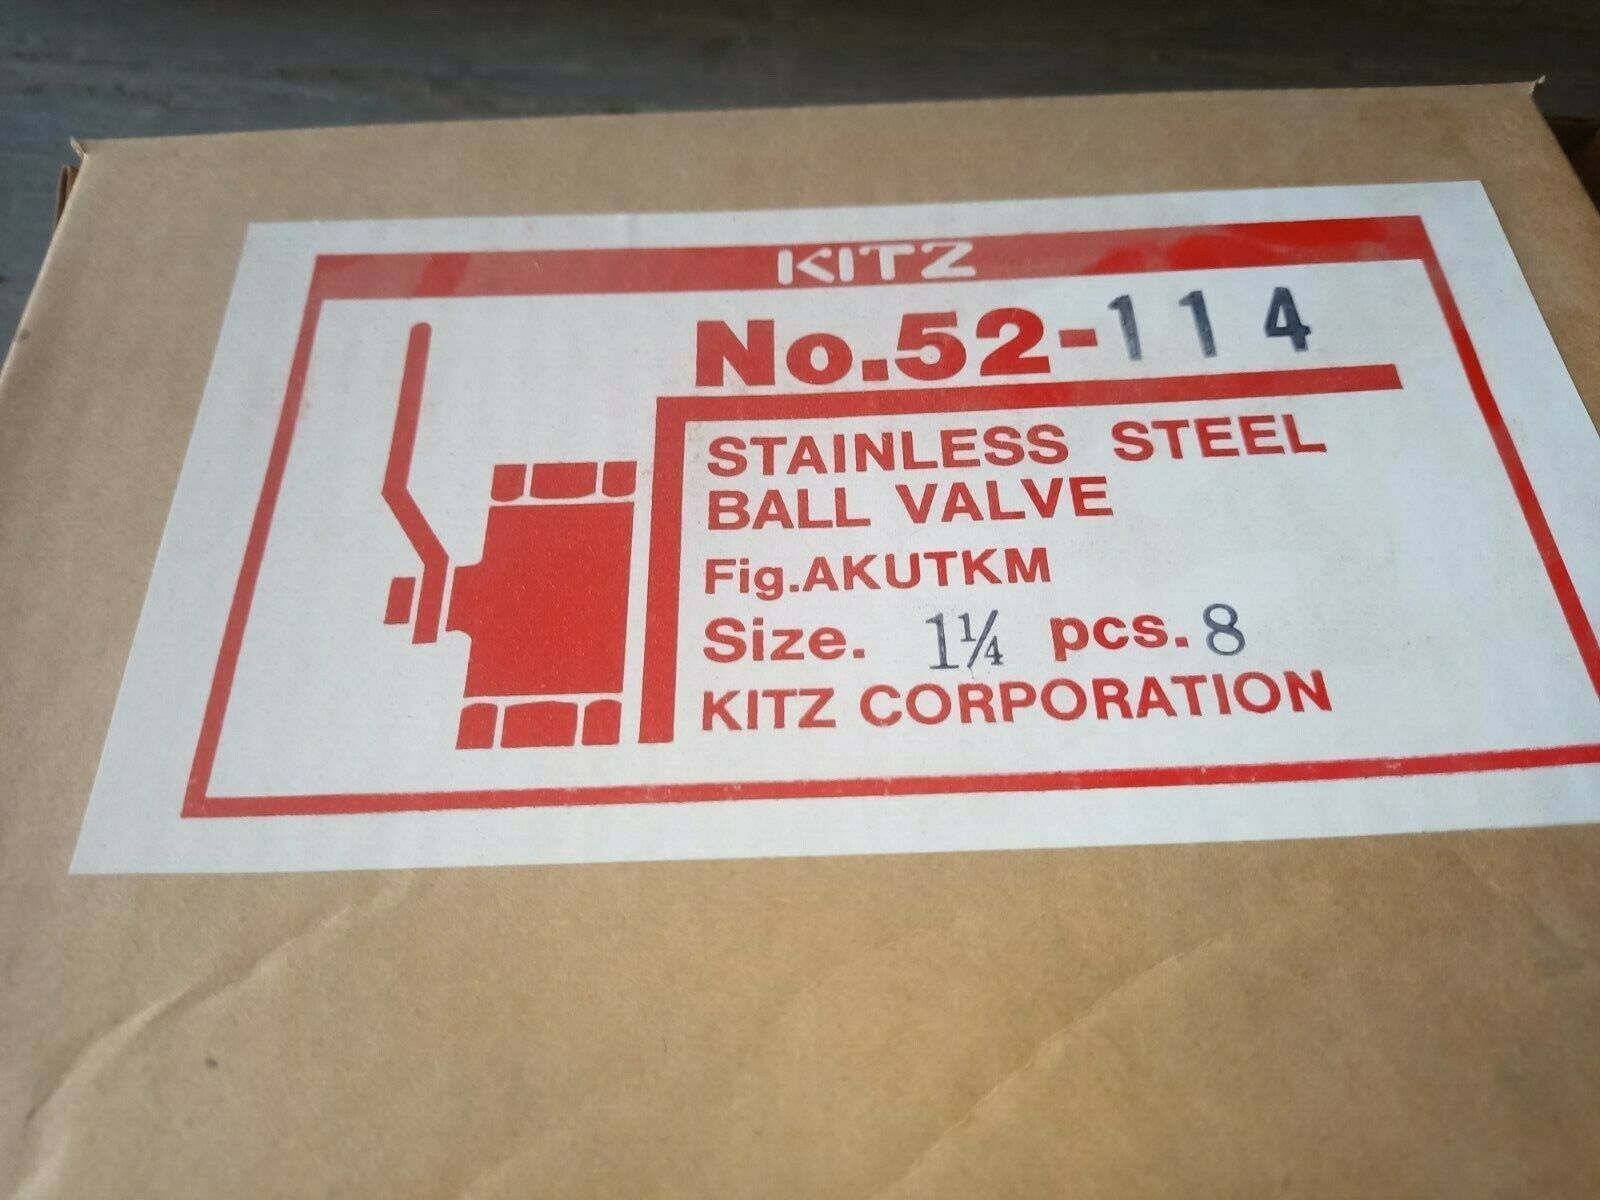 KITZ
No.52-114
STAINLESS STEEL
BALL VALVE
Fig.AKUTKM
Size. 1¼ pcs. 8
KITZ CORPORATION